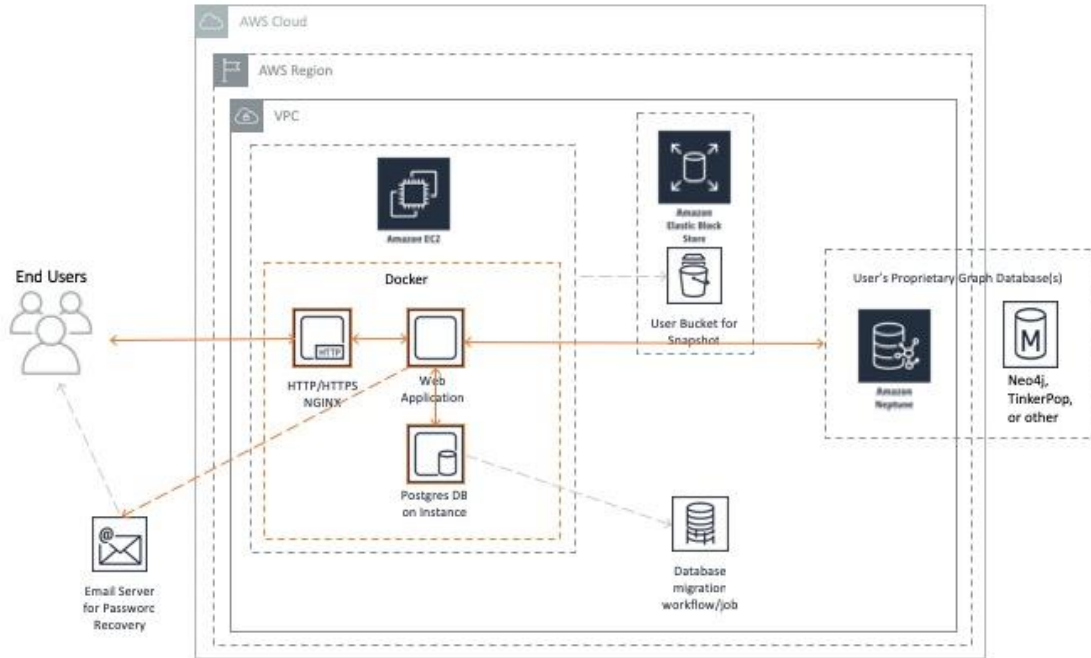 AWS Cloud
AWS Region
VPC
Amazon EC2
Amazon
Elastic Block
Store
User Bucket for
Snapshot
Docker
End Users
HTTP
HTTP/HTTPS
NGINX
Web
Application
Postgres DB
on Instance
User's Proprietary Graph Database(s)
Amazon
Neptune
M
Neo4j,
TinkerPop,
or other
@
Email Server
for Passworc
Recovery
Database
migration
workflow/job